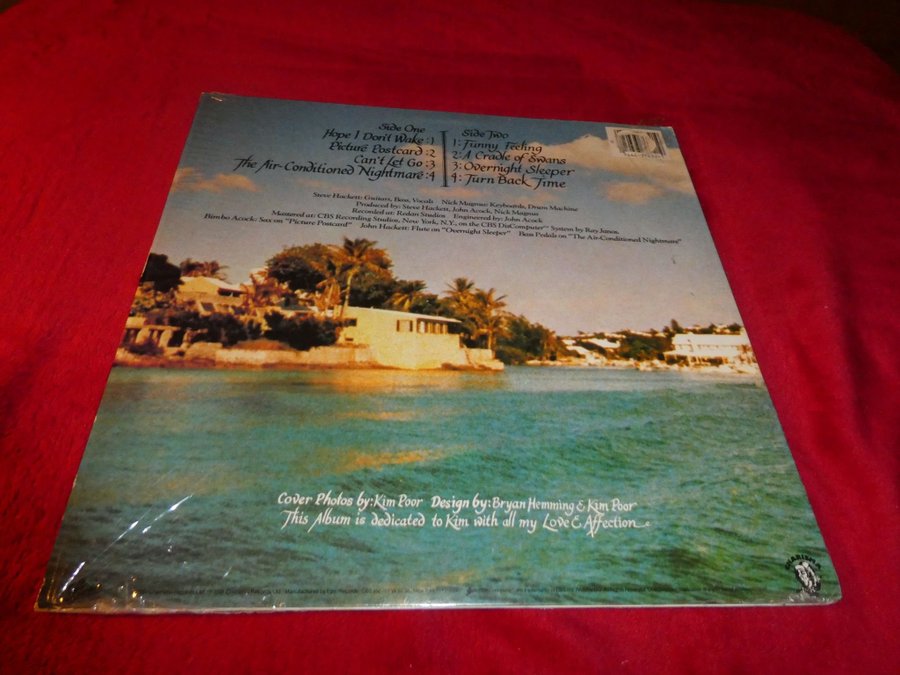 Side One
Hope I Don't Wake :1
Picture Postcard :2
Can't Let Go :3
The Air-Conditioned Nightmare :4
Side Two
1: Funny Feeling
2: A Cradle of Swans
3: Overnight Sleeper
4: Turn Back Time
Steve Hackett: Guitars, Bass, Vocals Nick Magnus: Keyboards, Drum Machine
Produced by: Steve Hackett, John Acock, Nick Magnus
Recorded at: Redan Studios Engineered by: John Acock
Mastered at: CBS Recording Studios, New York, N.Y., on the CBS DisComputer™ System by Ray Janos.
Bimbo Acock: Sax on "Picture Postcard" John Hackett: Flute on "Overnight Sleeper" Bass Pedals on "The Air-Conditioned Nightmare"
Cover Photos by: Kim Poor Design by: Bryan Hemming & Kim Poor
This Album is dedicated to Kim with all my Love & Affection
CHARISMA